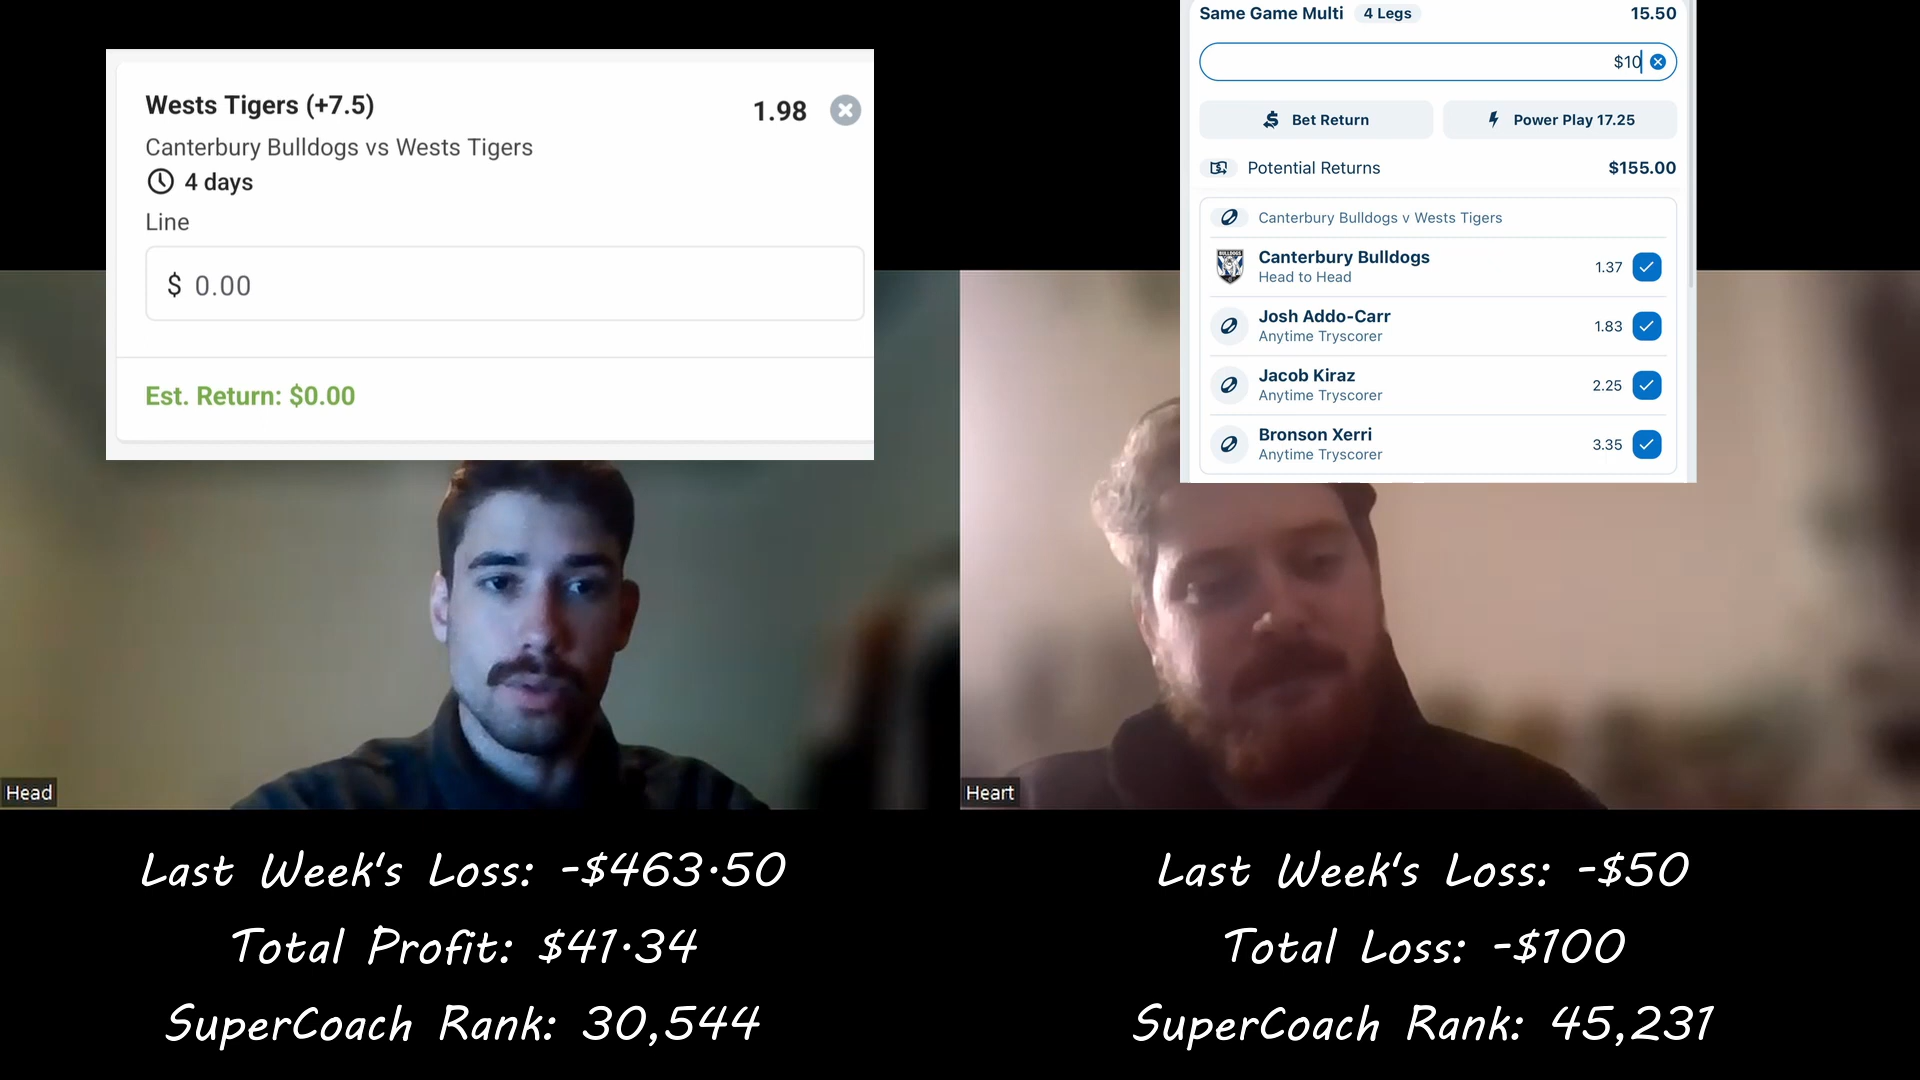 Wests Tigers (+7.5)
1.98
Canterbury Bulldogs vs Wests Tigers
4 days
Line
$ 0.00
Est. Return: $0.00
Same Game Multi 4 Legs 15.50
$10
Bet Return
Power Play 17.25
Potential Returns $155.00
Canterbury Bulldogs v Wests Tigers
BULLDOGS
Canterbury Bulldogs
Head to Head
1.37
Josh Addo-Carr
Anytime Tryscorer
1.83
Jacob Kiraz
Anytime Tryscorer
2.25
Bronson Xerri
Anytime Tryscorer
3.35
Head
Heart
Last Week's Loss: -$463.50
Total Profit: $41.34
SuperCoach Rank: 30,544
Last Week's Loss: -$50
Total Loss: -$100
SuperCoach Rank: 45,231